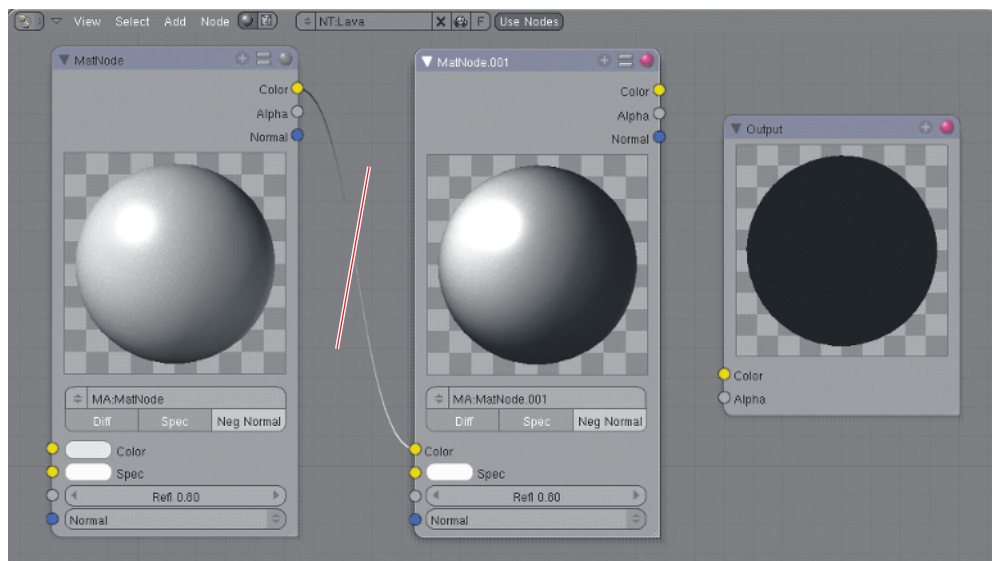 View Select Add Node NT:Lava X F Use Nodes
MatNode
Color
Alpha
Normal
MA:MatNode
Diff Spec Neg Normal
Color
Spec
Refl 0.80
Normal
MatNode.001
Color
Alpha
Normal
MA:MatNode.001
Diff Spec Neg Normal
Color
Spec
Refl 0.80
Normal
Output
Color
Alpha